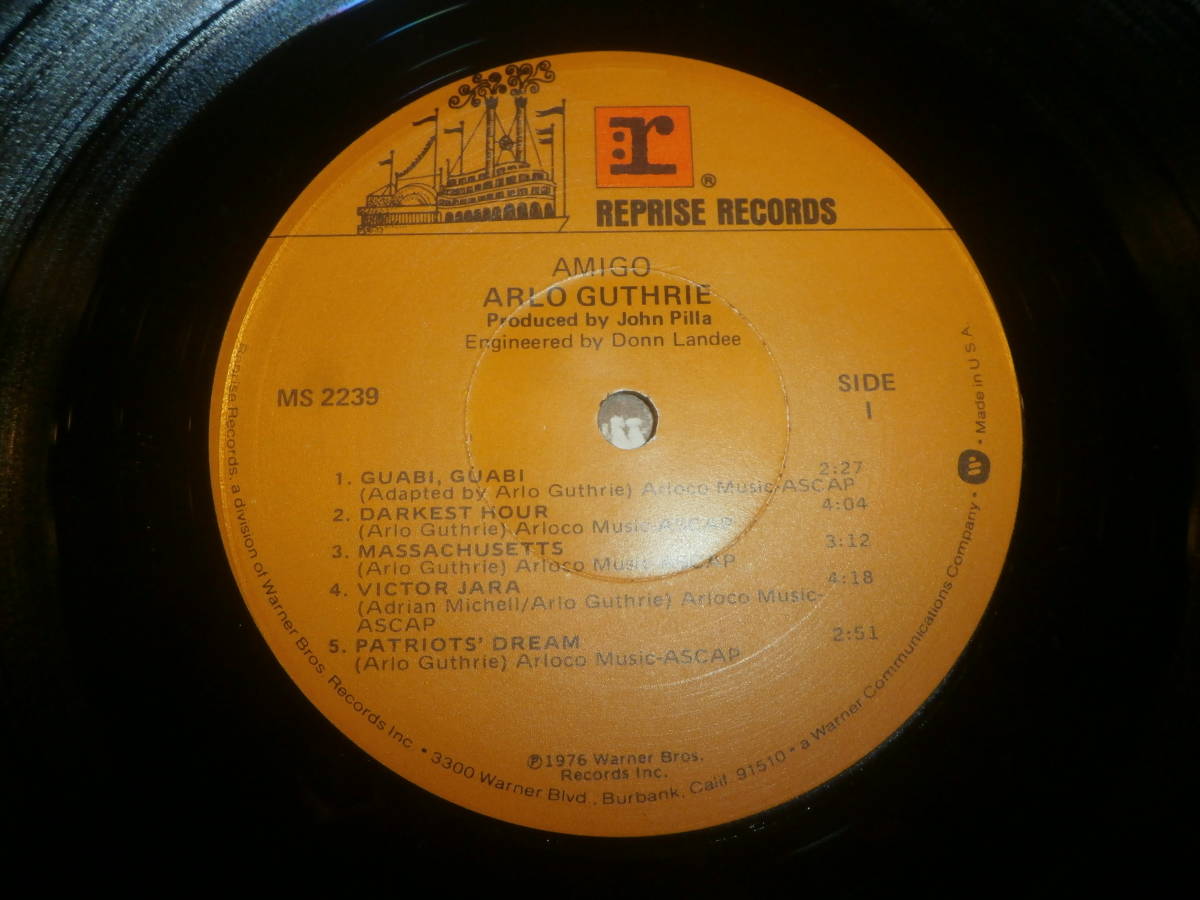 r®
REPRISE RECORDS
AMIGO
ARLO GUTHRIE
Produced by John Pilla
Engineered by Donn Landee
MS 2239
SIDE
1
1. GUABI, GUABI 2:27
(Adapted by Arlo Guthrie) Arloco Music-ASCAP
2. DARKEST HOUR 4:04
(Arlo Guthrie) Arloco Music-ASCAP
3. MASSACHUSETTS 3:12
(Arlo Guthrie) Arloco Music-ASCAP
4. VICTOR JARA 4:18
(Adrian Michell/Arlo Guthrie) Arloco Music-
ASCAP
5. PATRIOTS' DREAM 2:51
(Arlo Guthrie) Arloco Music-ASCAP
℗1976 Warner Bros.
Records Inc.
Reprise Records, a division of Warner Bros. Records Inc. • 3300 Warner Blvd., Burbank, Calif. 91510 • a Warner Communications Company • W • Made in U S A